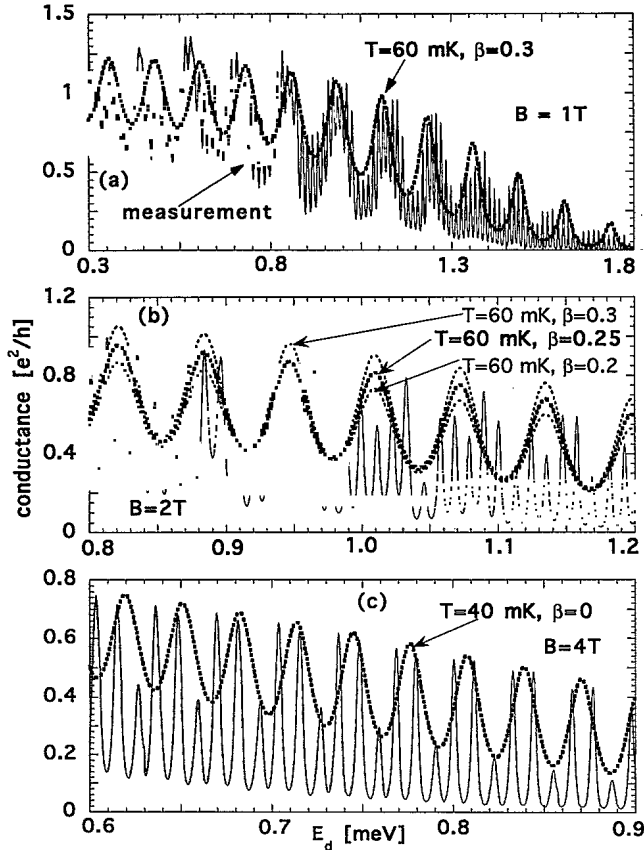 1.5
T=60 mK, β=0.3
1
B = 1T
0.5
(a)
measurement
0
0.3 0.8 1.3 1.8
1.2
(b)
T=60 mK, β=0.3
T=60 mK, β=0.25
T=60 mK, β=0.2
0.8
conductance [e²/h]
0.4
B=2T
0
0.8 0.9 1.0 1.1 1.2
0.8
(c)
T=40 mK, β=0
0.6
B=4T
0.4
0.2
0
0.6 0.7 0.8 0.9
E_d [meV]